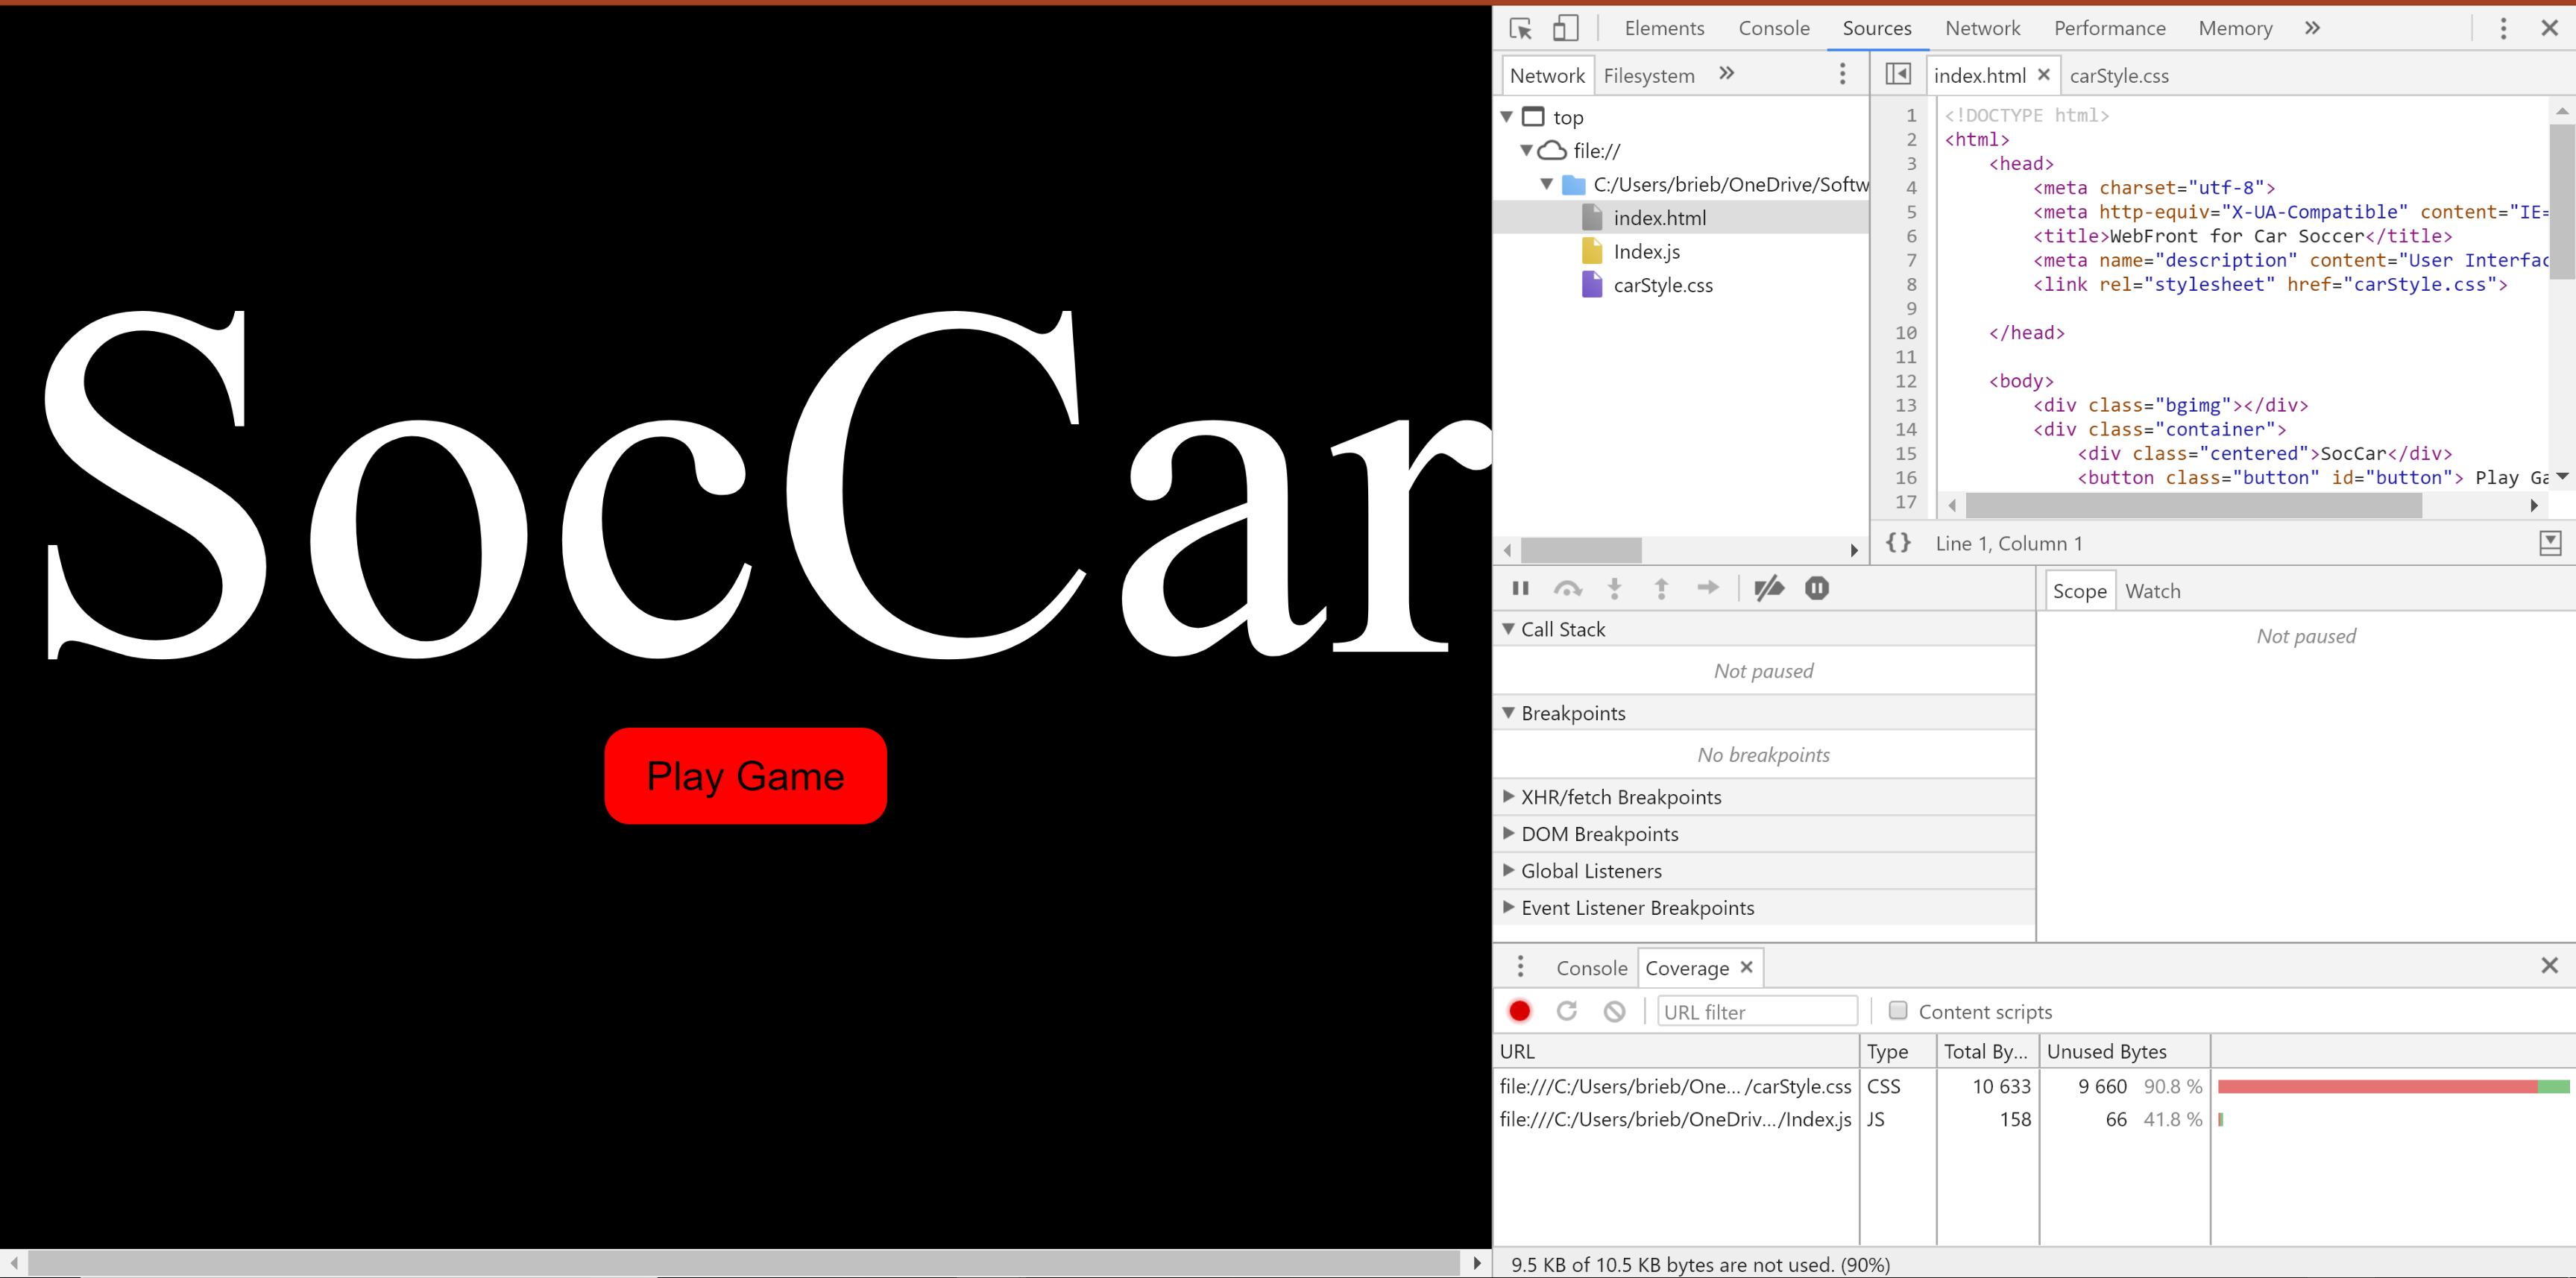 SocCar
Play Game
Elements Console Sources Network Performance Memory
Network Filesystem
index.html carStyle.css
top
file://
C:/Users/brieb/OneDrive/Softw
index.html
Index.js
carStyle.css
1 <!DOCTYPE html>
2 <html>
3 <head>
4 <meta charset="utf-8">
5 <meta http-equiv="X-UA-Compatible" content="IE=
6 <title>WebFront for Car Soccer</title>
7 <meta name="description" content="User Interfac
8 <link rel="stylesheet" href="carStyle.css">
9
10 </head>
11
12 <body>
13 <div class="bgimg"></div>
14 <div class="container">
15 <div class="centered">SocCar</div>
16 <button class="button" id="button"> Play Ga
17
{} Line 1, Column 1
Scope Watch
Not paused
Call Stack
Not paused
Breakpoints
No breakpoints
XHR/fetch Breakpoints
DOM Breakpoints
Global Listeners
Event Listener Breakpoints
Console Coverage
URL filter Content scripts
URL Type Total By... Unused Bytes
file:///C:/Users/brieb/One... /carStyle.css CSS 10 633 9 660 90.8 %
file:///C:/Users/brieb/OneDriv.../Index.js JS 158 66 41.8 %
9.5 KB of 10.5 KB bytes are not used. (90%)